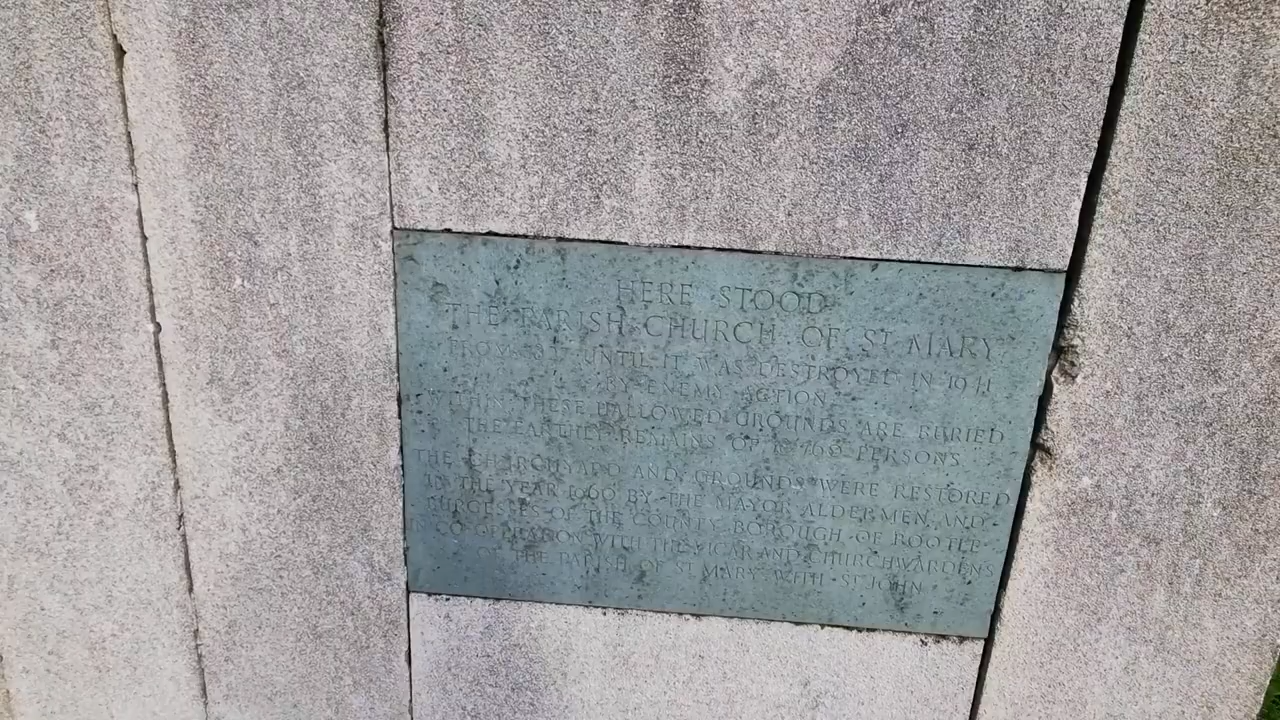 HERE STOOD
THE PARISH CHURCH OF ST MARY
FROM UNTIL IT WAS DESTROYED IN 1941
BY ENEMY ACTION
WITHIN THESE HALLOWED GROUNDS ARE BURIED
THE EARTHLY REMAINS OF PERSONS
THE CHURCHYARD AND GROUNDS WERE RESTORED
IN THE YEAR 1960 BY THE MAYOR ALDERMEN AND
BURGESSES OF THE COUNTY BOROUGH OF BOOTLE
IN CO-OPERATION WITH THE VICAR AND CHURCHWARDENS
OF THE PARISH OF ST MARY WITH ST JOHN